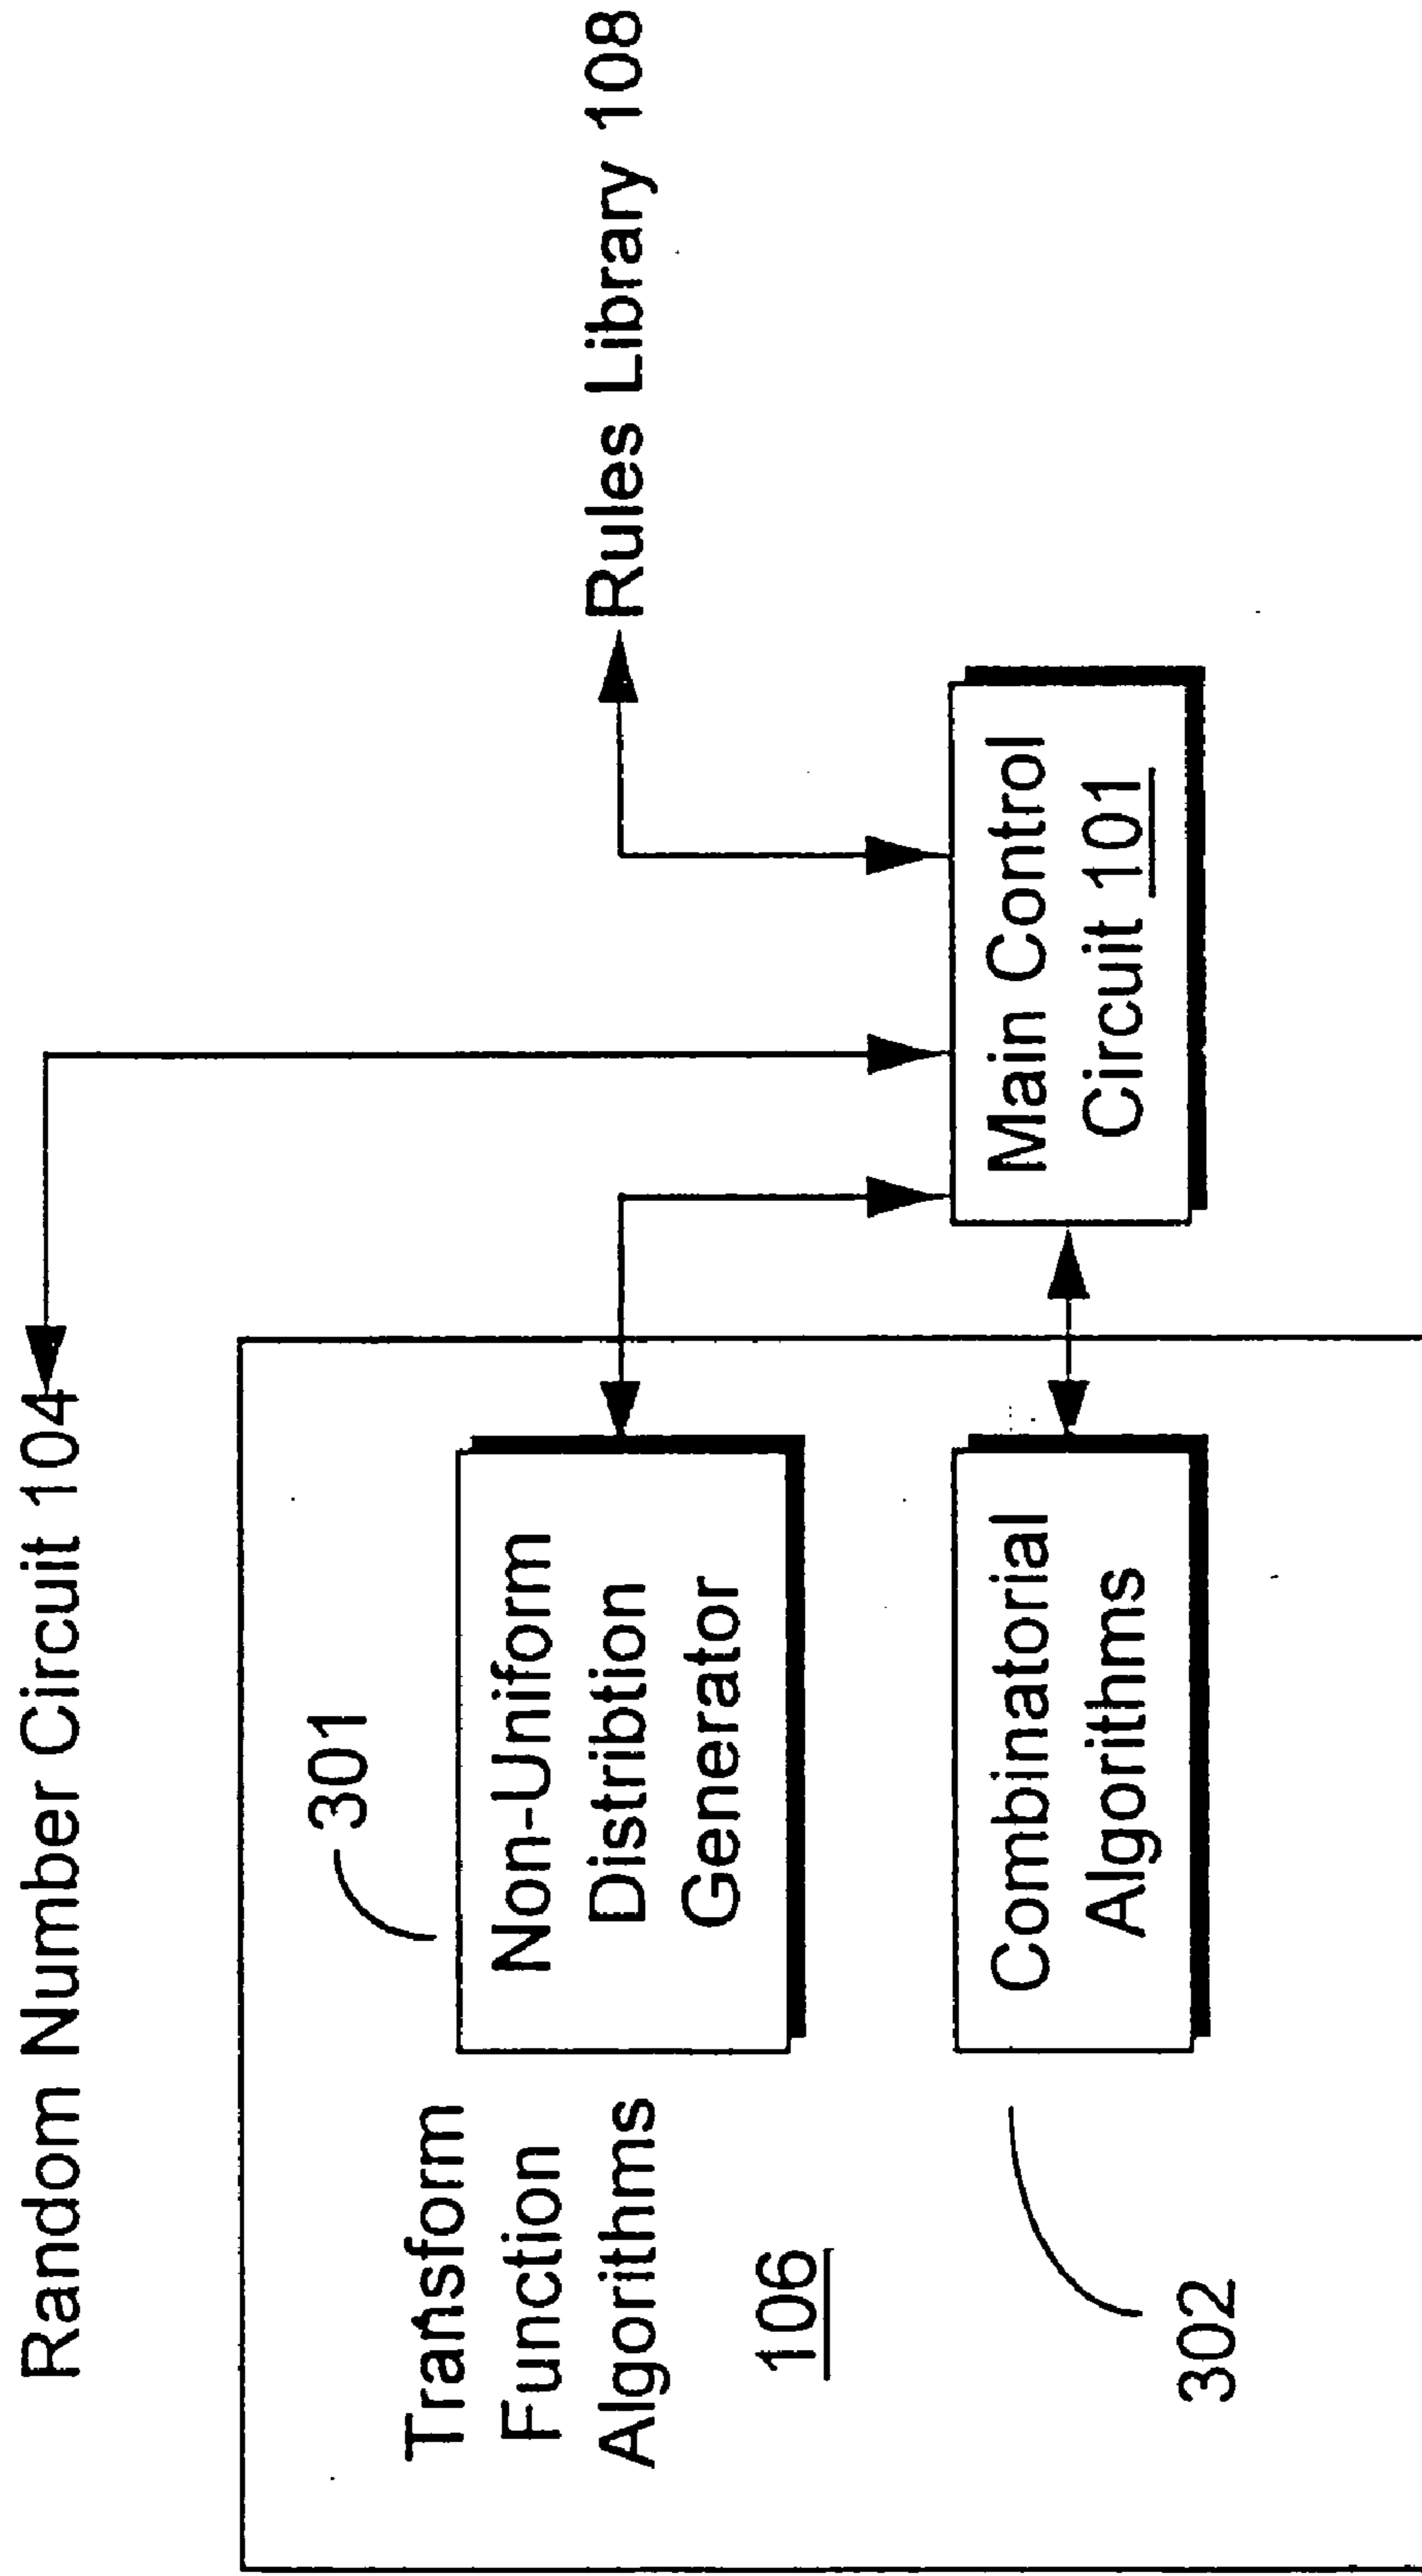 Random Number Circuit 104
Rules Library 108
301
Transform
Function
Algorithms
106
Non-Uniform
Distribtion
Generator
302
Combinatorial
Algorithms
Main Control
Circuit 101